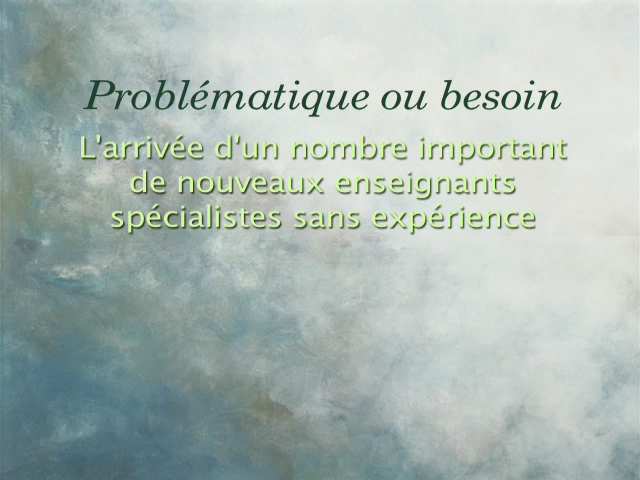 Problématique ou besoin
L'arrivée d'un nombre important
de nouveaux enseignants
spécialistes sans expérience